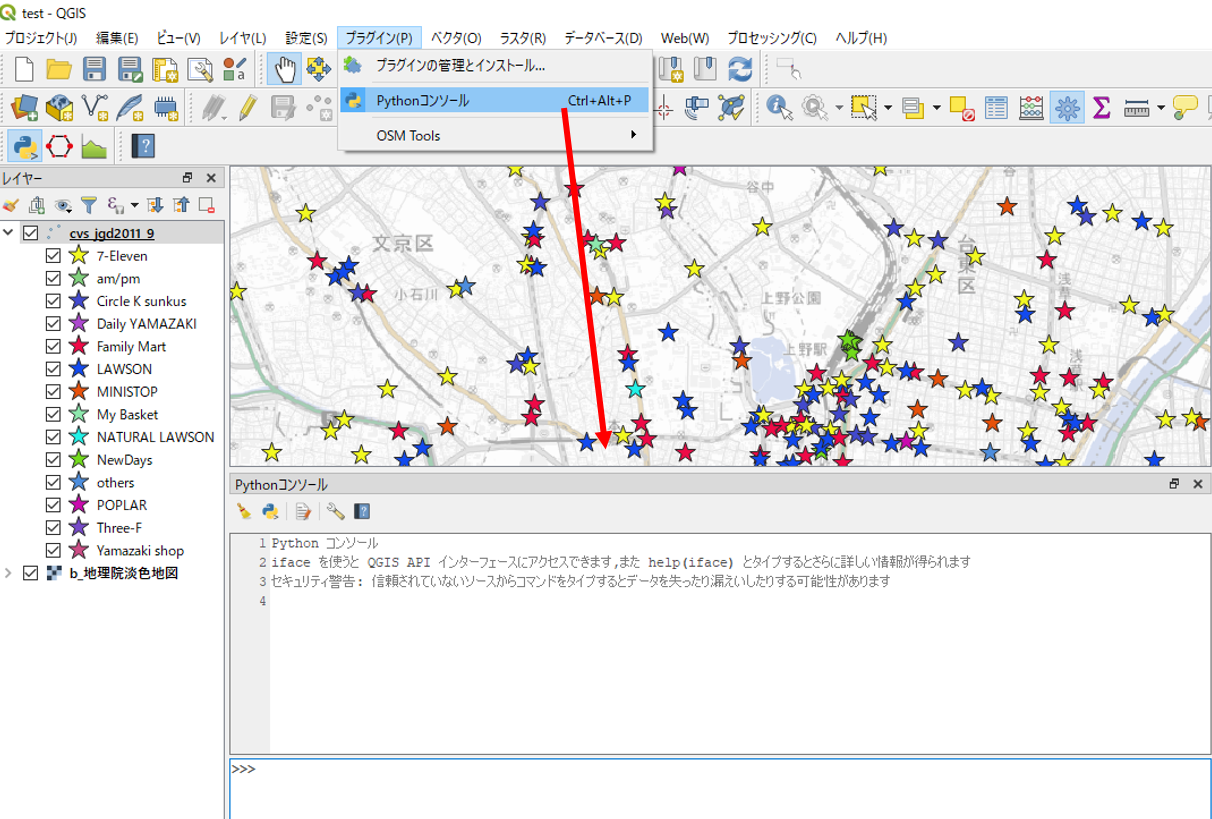 test - QGIS
プロジェクト(J) 編集(E) ビュー(V) レイヤ(L) 設定(S) プラグイン(P) ベクタ(O) ラスタ(R) データベース(D) Web(W) プロセッシング(C) ヘルプ(H)
プラグインの管理とインストール...
Pythonコンソール Ctrl+Alt+P
OSM Tools
レイヤー
cvs_jgd2011_9
7-Eleven
am/pm
Circle K sunkus
Daily YAMAZAKI
Family Mart
LAWSON
MINISTOP
My Basket
NATURAL LAWSON
NewDays
others
POPLAR
Three-F
Yamazaki shop
b_地理院淡色地図
谷中
文京区
台東区
小石川
上野公園
上野駅
浅
浅
Pythonコンソール
1 Python コンソール
2 iface を使うと QGIS API インターフェースにアクセスできます,また help(iface) とタイプするとさらに詳しい情報が得られます
3 セキュリティ警告: 信頼されていないソースからコマンドをタイプするとデータを失ったり漏えいしたりする可能性があります
4
>>>